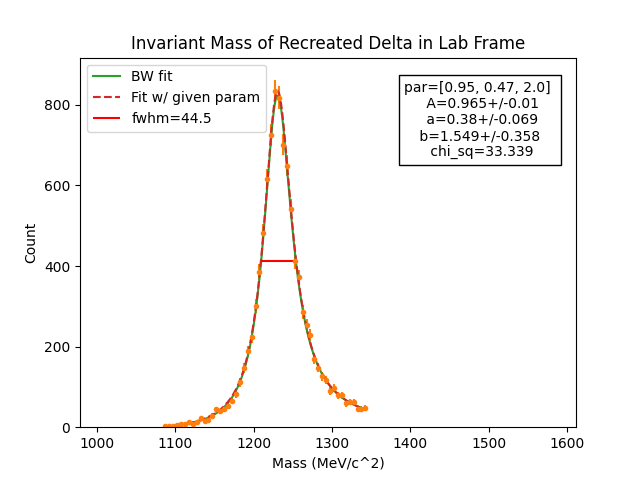 Invariant Mass of Recreated Delta in Lab Frame
BW fit
Fit w/ given param
fwhm=44.5
par=[0.95, 0.47, 2.0]
A=0.965+/-0.01
a=0.38+/-0.069
b=1.549+/-0.358
chi_sq=33.339
Count
800
600
400
200
0
1000 1100 1200 1300 1400 1500 1600
Mass (MeV/c^2)